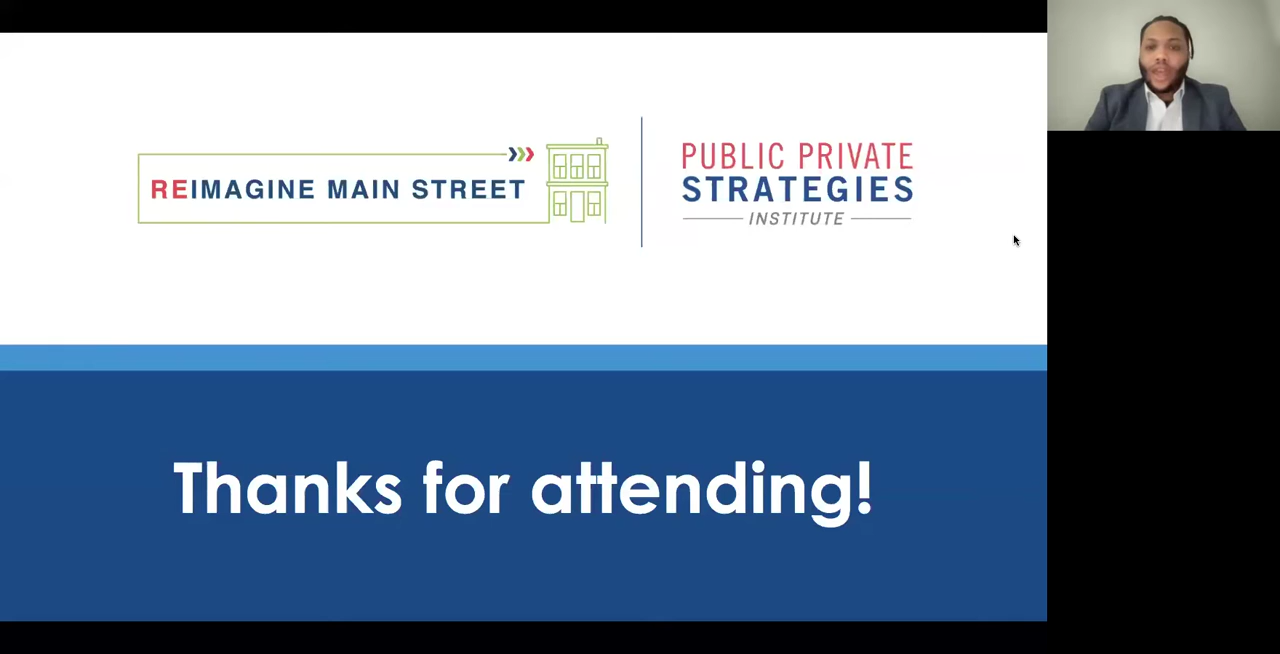 REIMAGINE MAIN STREET
PUBLIC PRIVATE
STRATEGIES
INSTITUTE
Thanks for attending!